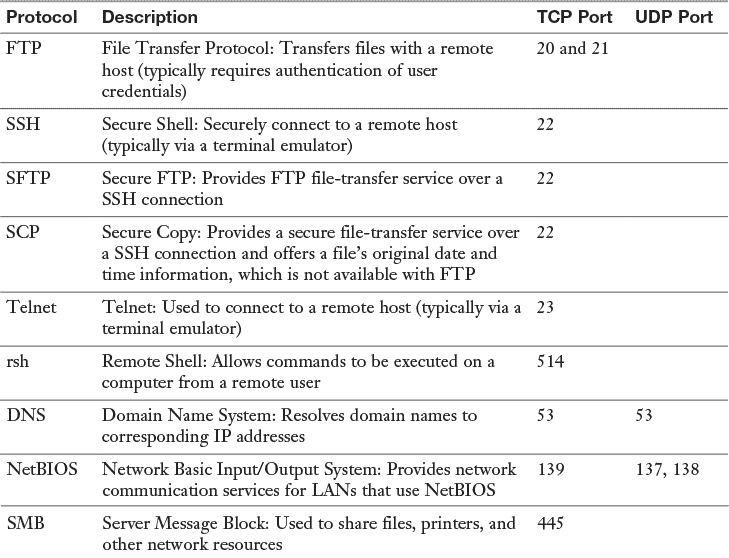 Protocol Description TCP Port UDP Port
FTP File Transfer Protocol: Transfers files with a remote 20 and 21
host (typically requires authentication of user
credentials)
SSH Secure Shell: Securely connect to a remote host 22
(typically via a terminal emulator)
SFTP Secure FTP: Provides FTP file-transfer service over a 22
SSH connection
SCP Secure Copy: Provides a secure file-transfer service over 22
a SSH connection and offers a file’s original date and
time information, which is not available with FTP
Telnet Telnet: Used to connect to a remote host (typically via a 23
terminal emulator)
rsh Remote Shell: Allows commands to be executed on a 514
computer from a remote user
DNS Domain Name System: Resolves domain names to 53 53
corresponding IP addresses
NetBIOS Network Basic Input/Output System: Provides network 139 137, 138
communication services for LANs that use NetBIOS
SMB Server Message Block: Used to share files, printers, and 445
other network resources